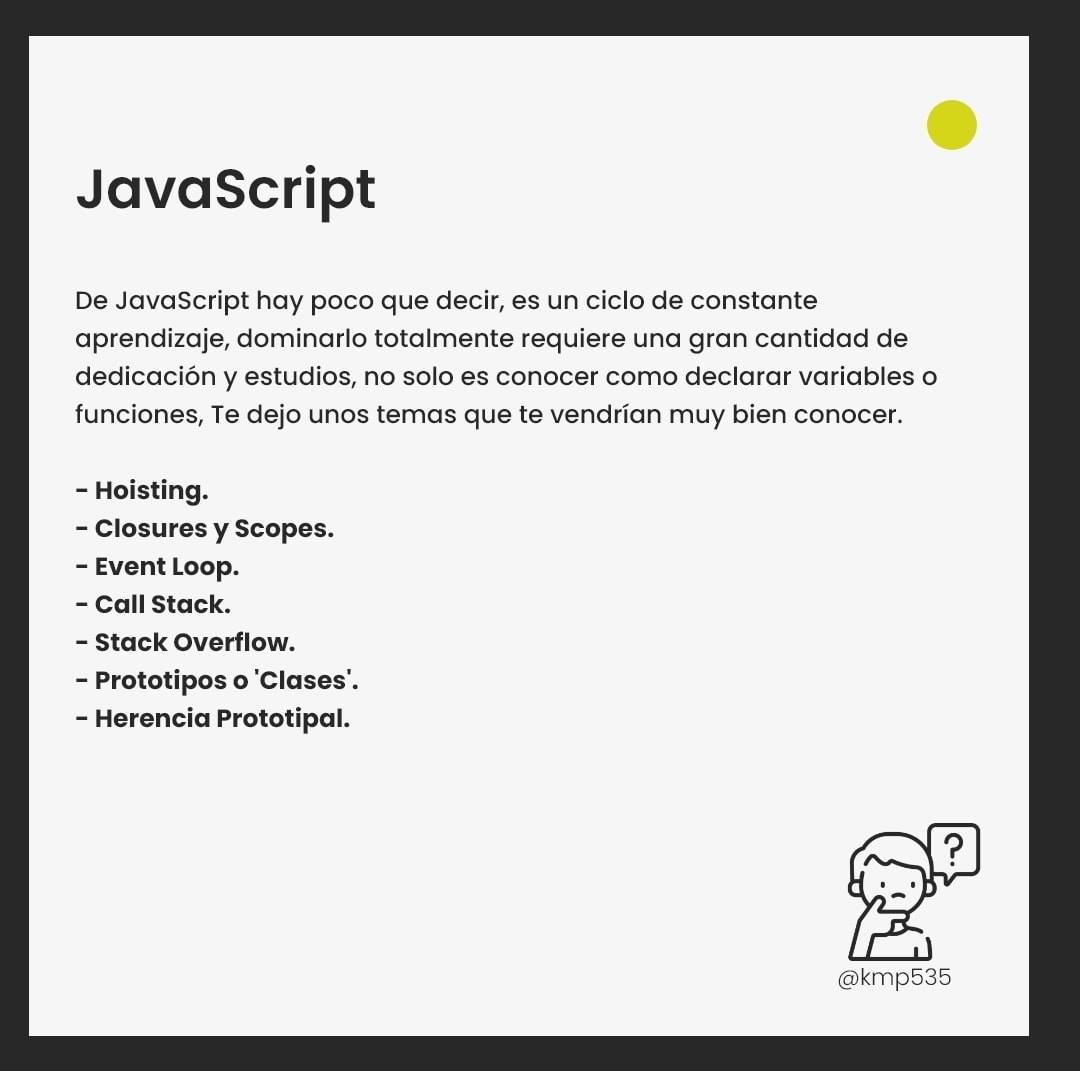 JavaScript
De JavaScript hay poco que decir, es un ciclo de constante
aprendizaje, dominarlo totalmente requiere una gran cantidad de
dedicación y estudios, no solo es conocer como declarar variables o
funciones, Te dejo unos temas que te vendrían muy bien conocer.
- Hoisting.
- Closures y Scopes.
- Event Loop.
- Call Stack.
- Stack Overflow.
- Prototipos o 'Clases'.
- Herencia Prototipal.
?
@kmp535